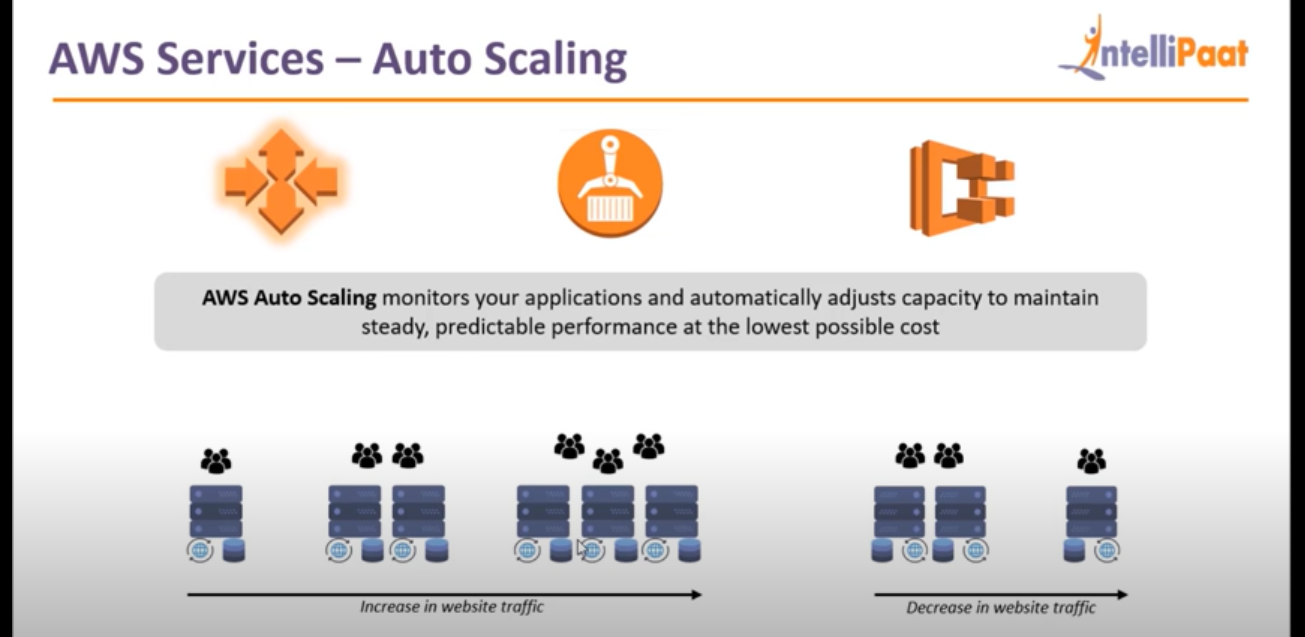 AWS Services – Auto Scaling
IntelliPaat
AWS Auto Scaling monitors your applications and automatically adjusts capacity to maintain
steady, predictable performance at the lowest possible cost
Increase in website traffic
Decrease in website traffic